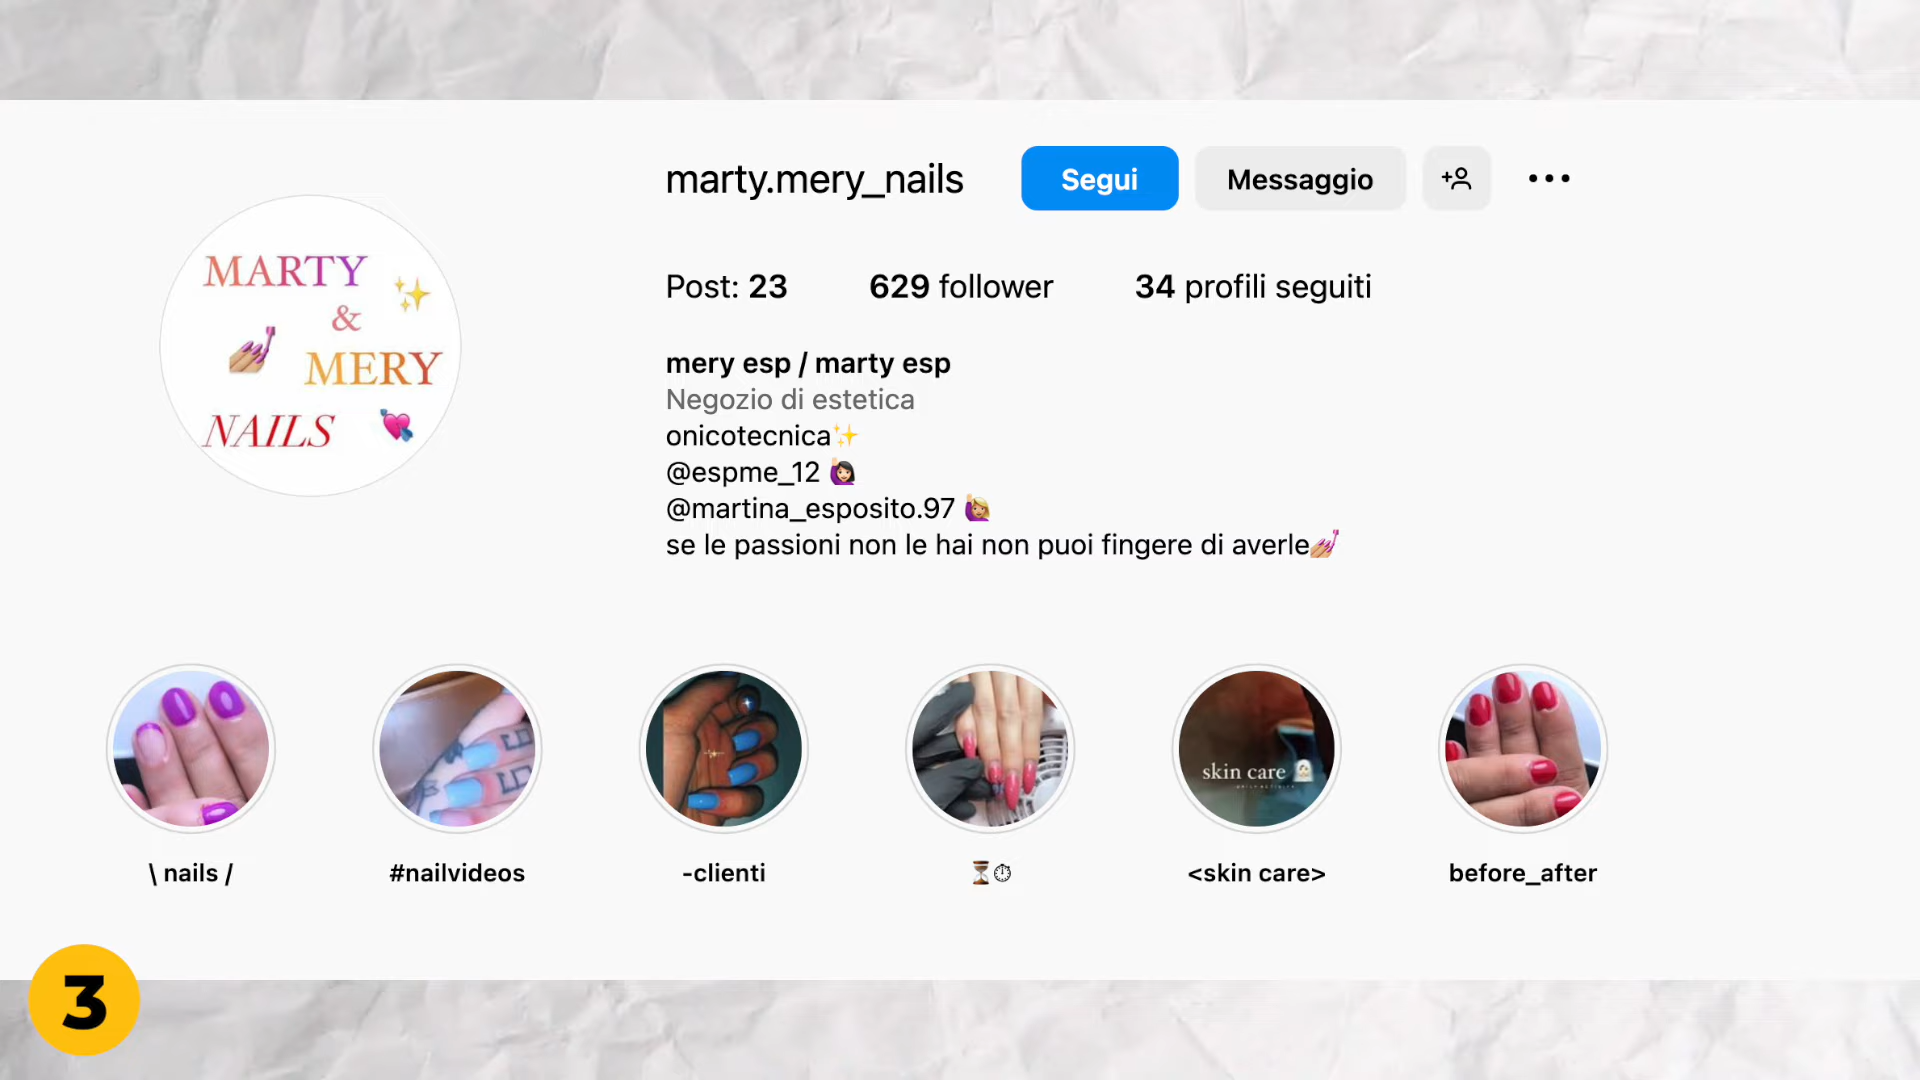 marty.mery_nails Segui Messaggio
MARTY
&
MERY
NAILS
Post: 23 629 follower 34 profili seguiti
mery esp / marty esp
Negozio di estetica
onicotecnica✨
@espme_12 🙋🏻‍♀️
@martina_esposito.97 🙋🏼‍♀️
se le passioni non le hai non puoi fingere di averle💅🏼
skin care
\ nails / #nailvideos -clienti ⏳⏱ <skin care> before_after
3